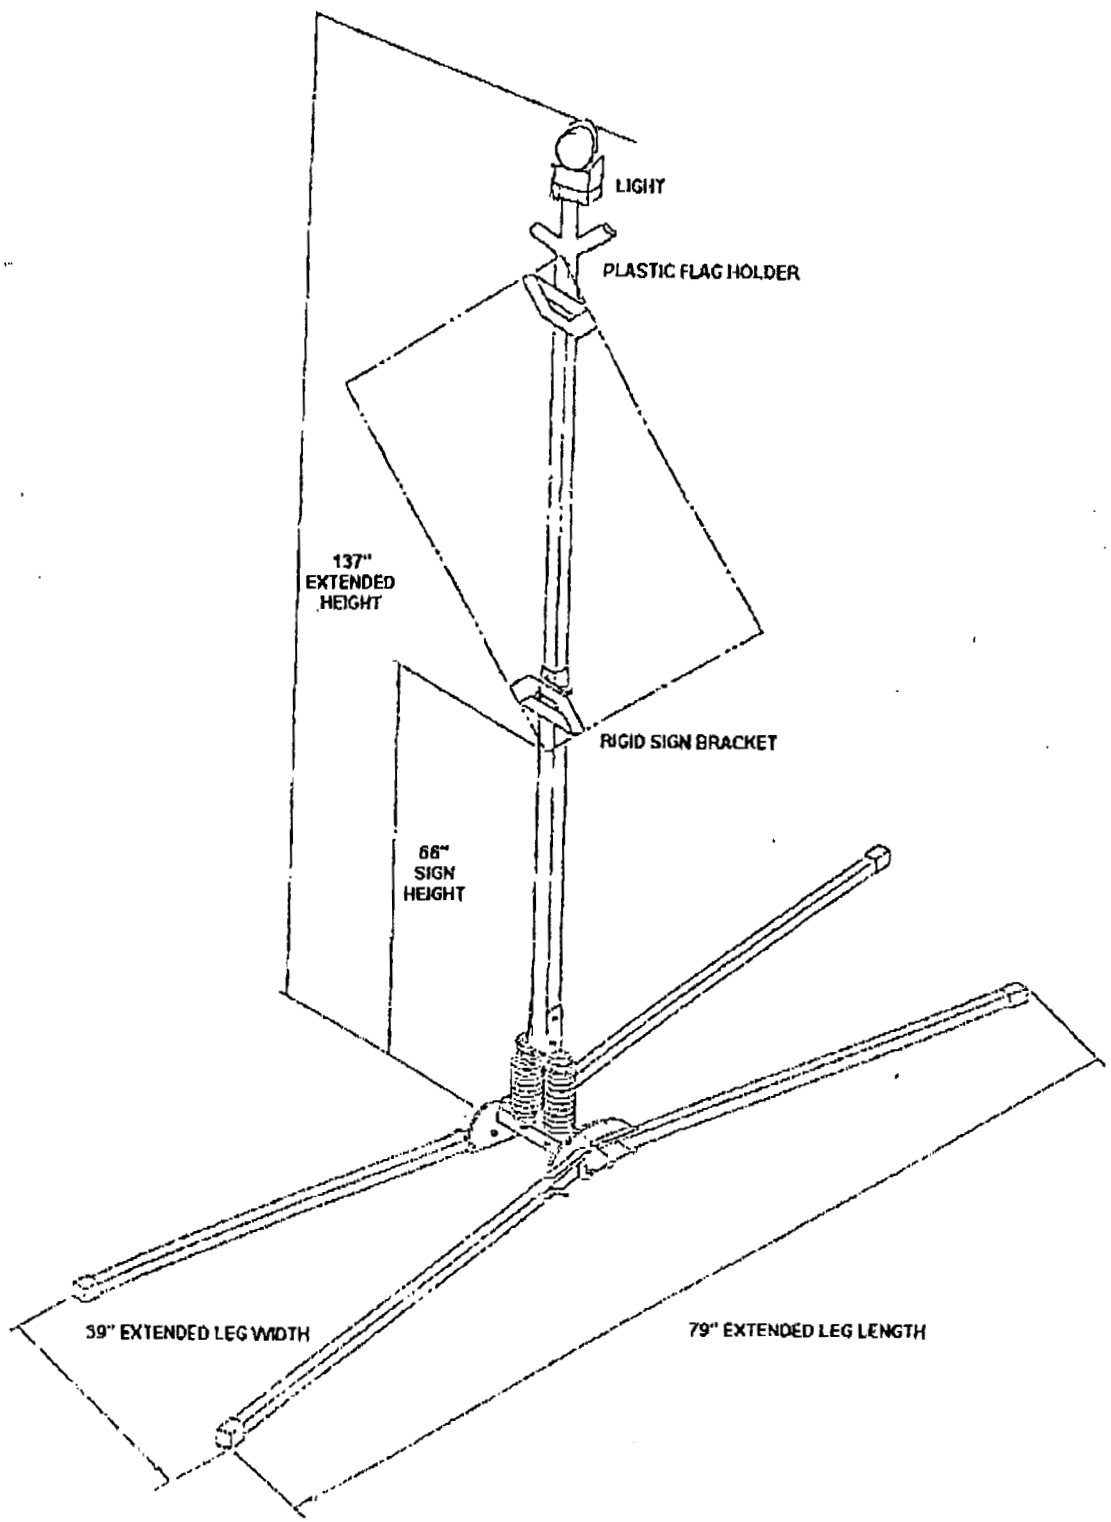 LIGHT
PLASTIC FLAG HOLDER
137"
EXTENDED
HEIGHT
RIGID SIGN BRACKET
66"
SIGN
HEIGHT
39" EXTENDED LEG WIDTH
79" EXTENDED LEG LENGTH